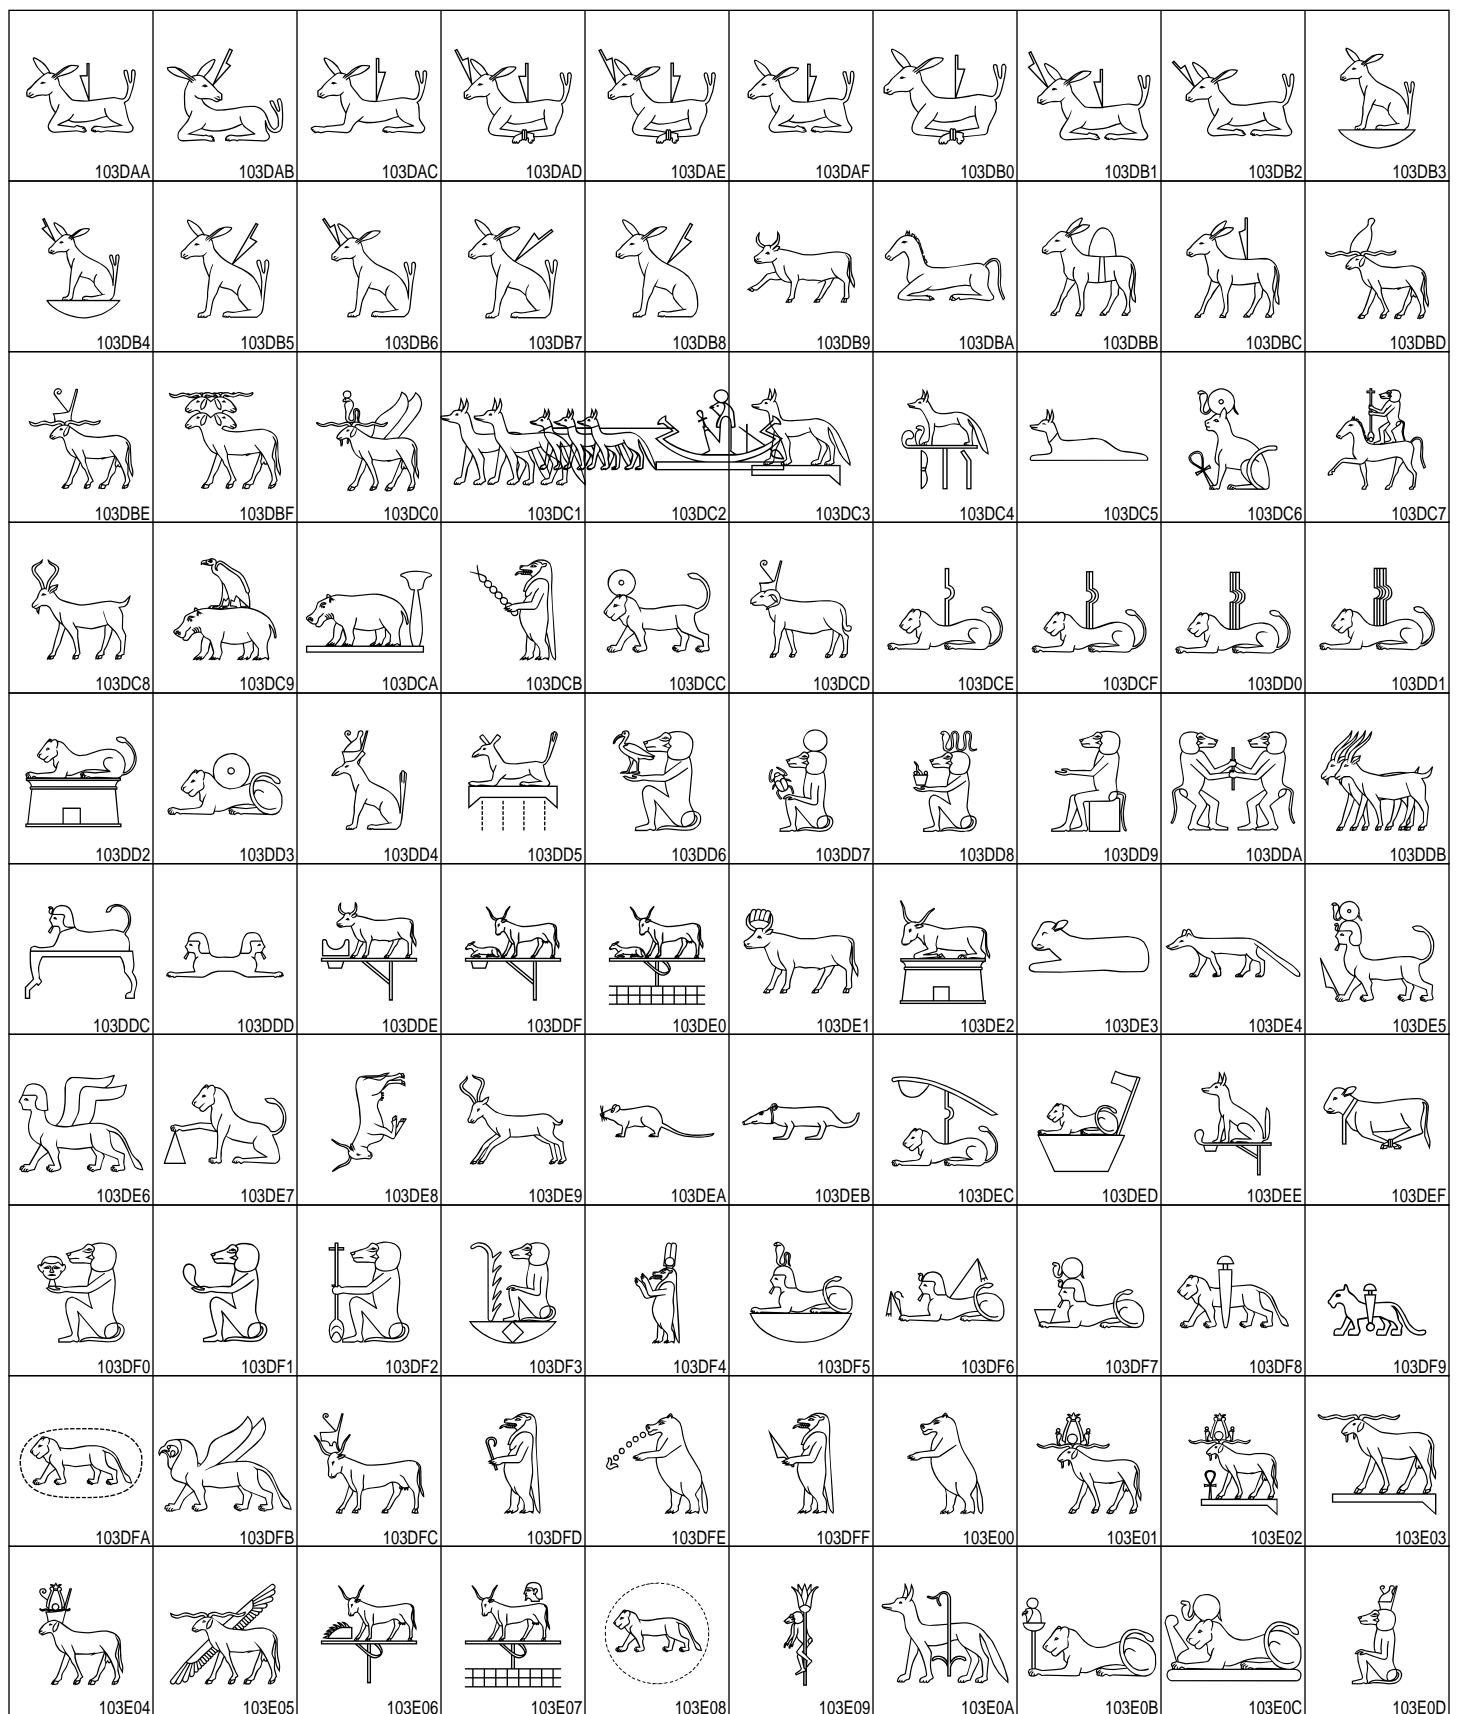 103DAA 103DAB 103DAC 103DAD 103DAE 103DAF 103DB0 103DB1 103DB2 103DB3
103DB4 103DB5 103DB6 103DB7 103DB8 103DB9 103DBA 103DBB 103DBC 103DBD
103DBE 103DBF 103DC0 103DC1 103DC2 103DC3 103DC4 103DC5 103DC6 103DC7
103DC8 103DC9 103DCA 103DCB 103DCC 103DCD 103DCE 103DCF 103DD0 103DD1
103DD2 103DD3 103DD4 103DD5 103DD6 103DD7 103DD8 103DD9 103DDA 103DDB
103DDC 103DDD 103DDE 103DDF 103DE0 103DE1 103DE2 103DE3 103DE4 103DE5
103DE6 103DE7 103DE8 103DE9 103DEA 103DEB 103DEC 103DED 103DEE 103DEF
103DF0 103DF1 103DF2 103DF3 103DF4 103DF5 103DF6 103DF7 103DF8 103DF9
103DFA 103DFB 103DFC 103DFD 103DFE 103DFF 103E00 103E01 103E02 103E03
103E04 103E05 103E06 103E07 103E08 103E09 103E0A 103E0B 103E0C 103E0D